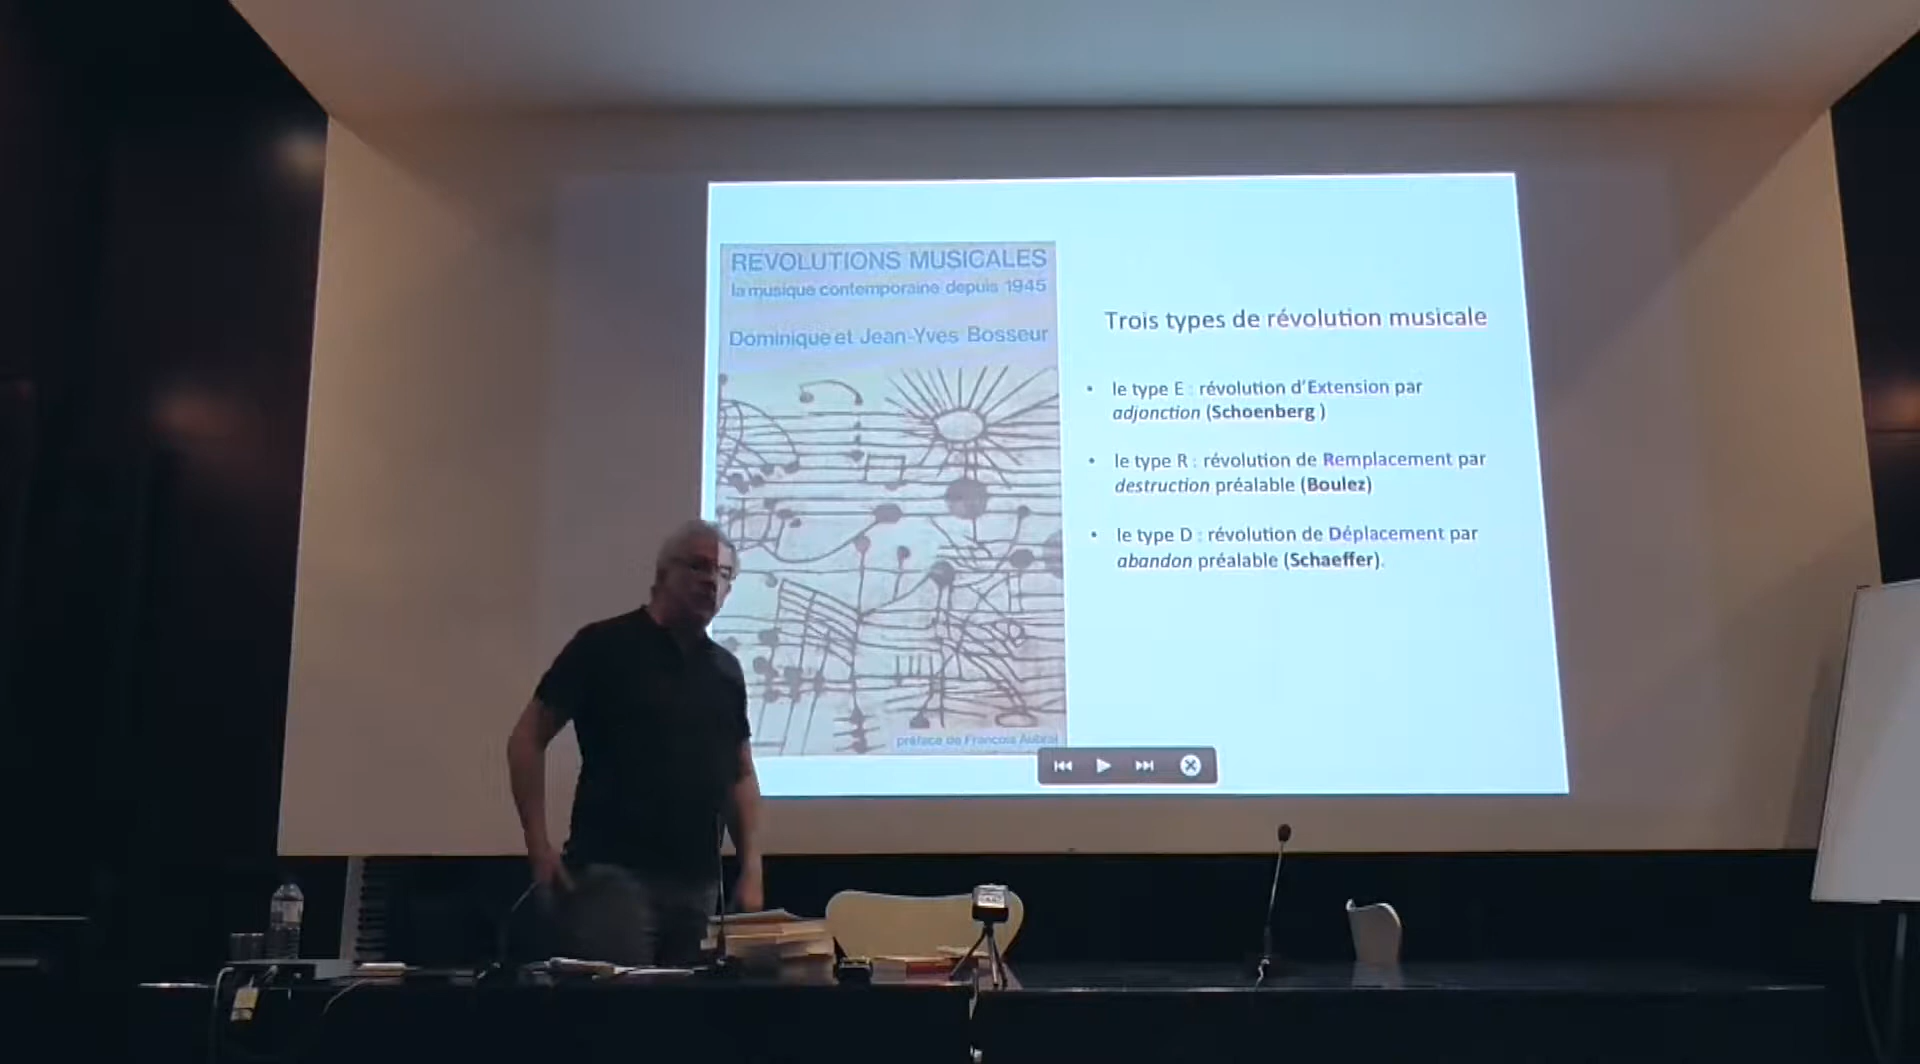 REVOLUTIONS MUSICALES
la musique contemporaine depuis 1945
Dominique et Jean-Yves Bosseur
préface de François Aubral
Trois types de révolution musicale
• le type E : révolution d'Extension par
adjonction (Schoenberg )
• le type R : révolution de Remplacement par
destruction préalable (Boulez)
• le type D : révolution de Déplacement par
abandon préalable (Schaeffer).